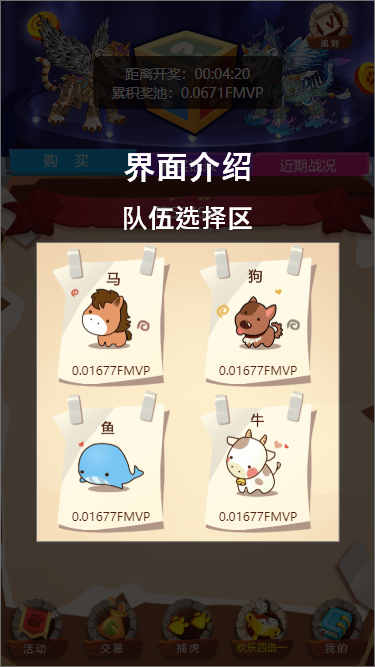 规则
距离开奖：00:04:20
累积奖池：0.0671FMVP
购 买
近期战况
界面介绍
队伍選择区
马
狗
0.01677FMVP
0.01677FMVP
鱼
牛
0.01677FMVP
0.01677FMVP
活动
交易
捕虎
欢乐四选一
我的